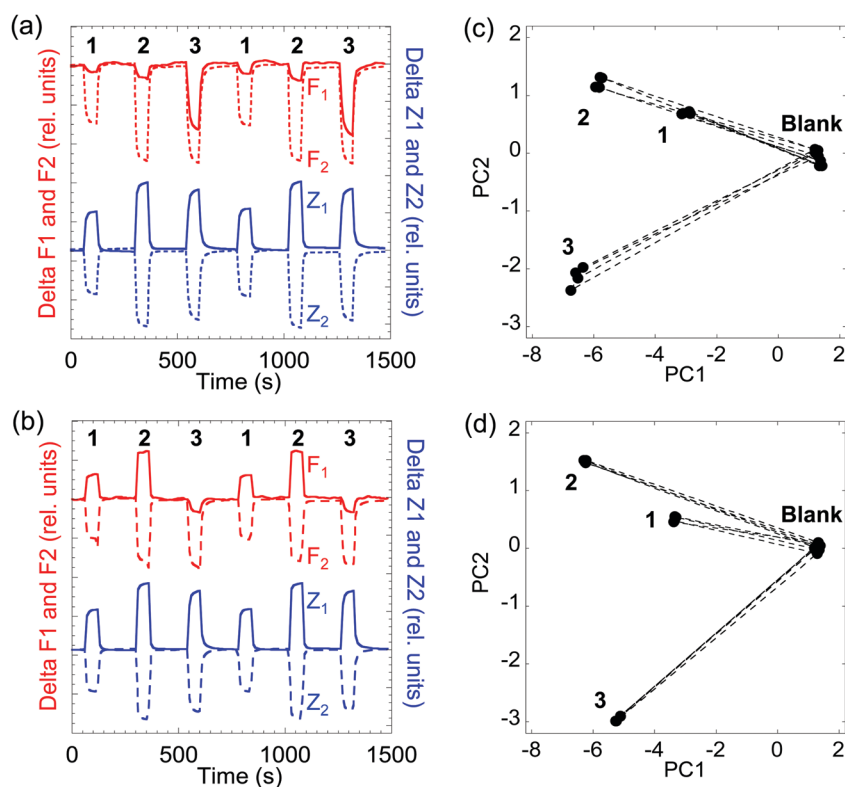 (a)
Delta F1 and F2 (rel. units)
1 2 3 1 2 3
F1
F2
Z1
Z2
Delta Z1 and Z2 (rel. units)
0 500 1000 1500
Time (s)
(c)
PC2
2
1
0
-1
-2
-3
2
1
Blank
3
-8 -6 -4 -2 0 2
PC1
(b)
Delta F1 and F2 (rel. units)
1 2 3 1 2 3
F1
F2
Z1
Z2
Delta Z1 and Z2 (rel. units)
0 500 1000 1500
Time (s)
(d)
PC2
2
1
0
-1
-2
-3
2
1
Blank
3
-8 -6 -4 -2 0 2
PC1